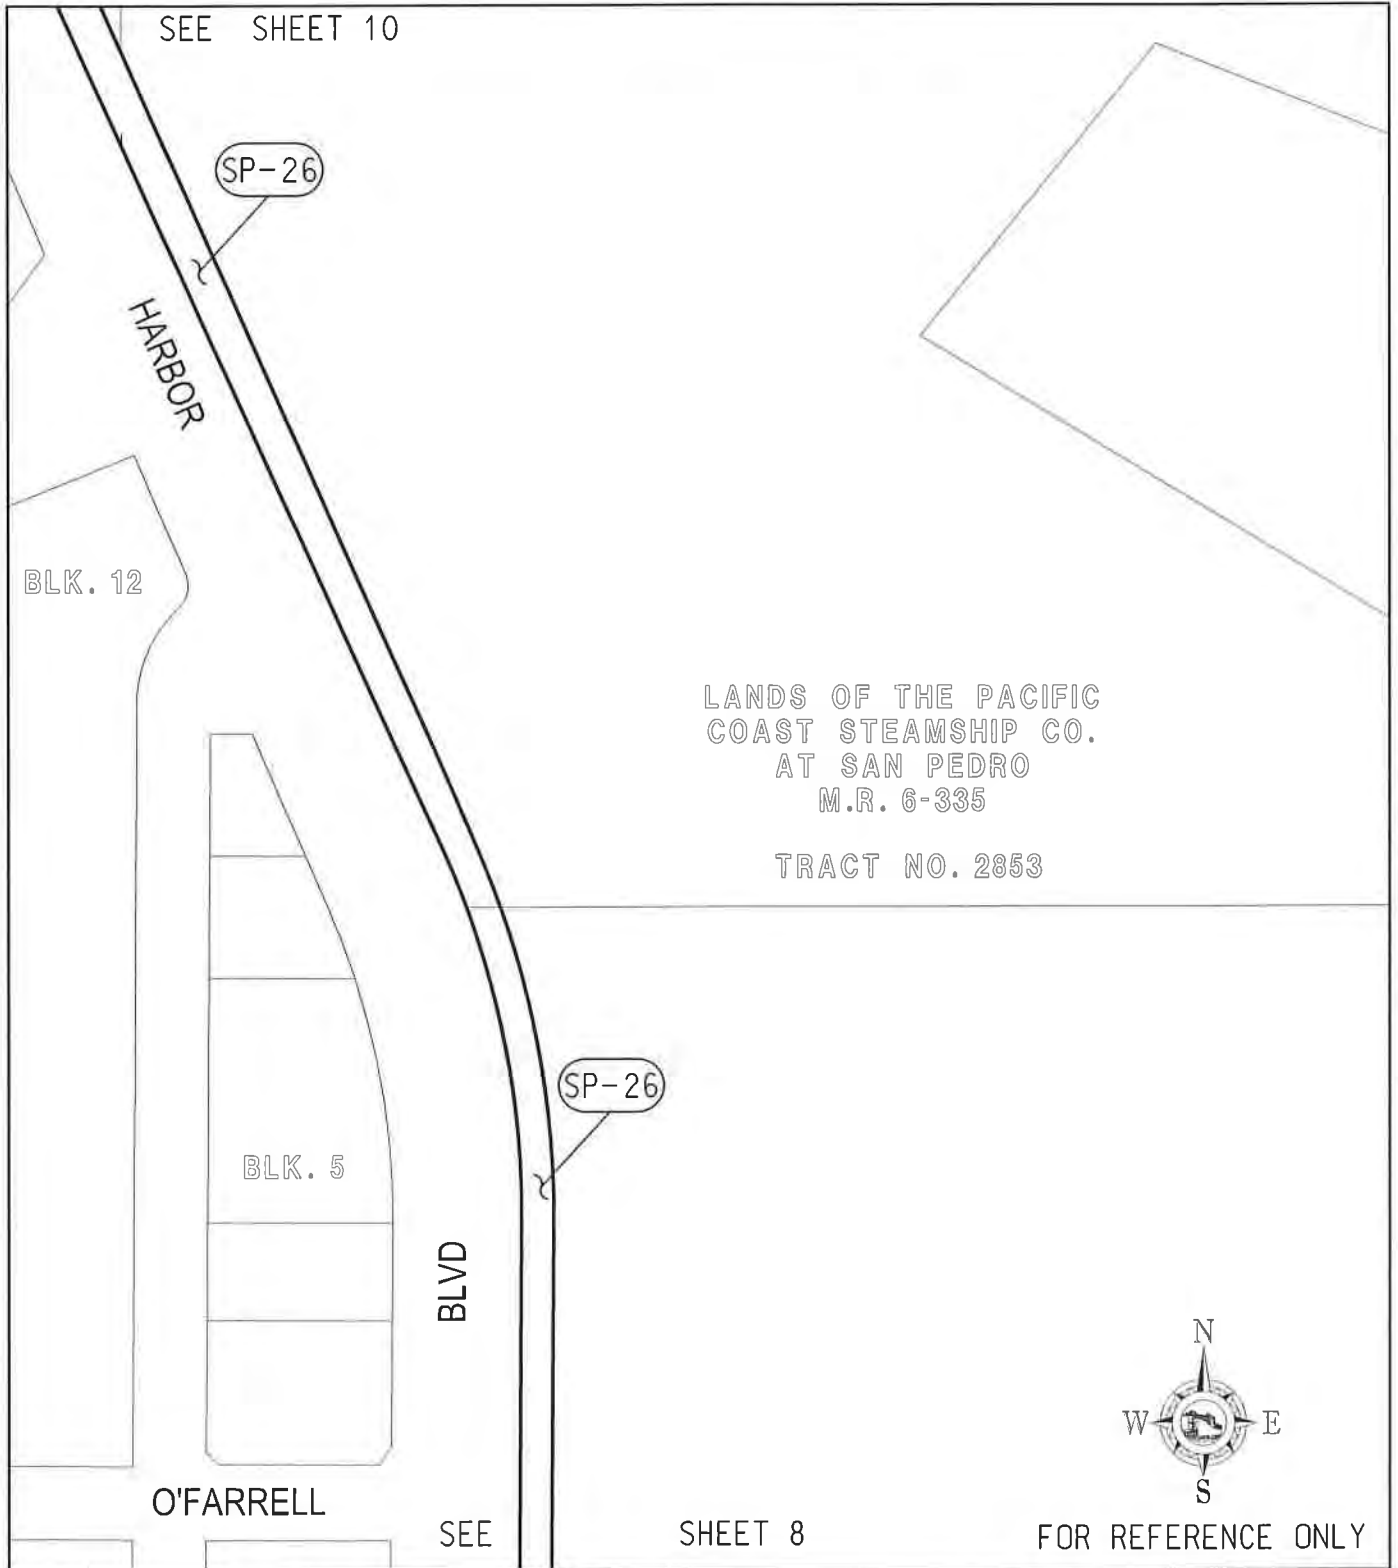 SEE SHEET 10
SP-26
HARBOR
BLK. 12
LANDS OF THE PACIFIC
COAST STEAMSHIP CO.
AT SAN PEDRO
M.R. 6-335
TRACT NO. 2853
SP-26
BLK. 5
BLVD
N
W E
S
O'FARRELL
SEE SHEET 8
FOR REFERENCE ONLY